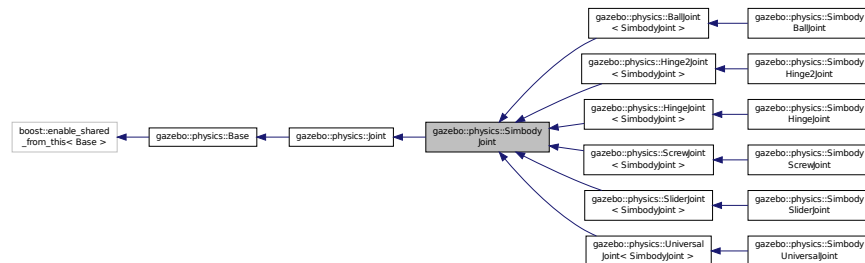 gazebo::physics::BallJoint
< SimbodyJoint >
gazebo::physics::Simbody
BallJoint
gazebo::physics::Hinge2Joint
< SimbodyJoint >
gazebo::physics::Simbody
Hinge2Joint
boost::enable_shared
_from_this< Base >
gazebo::physics::Base
gazebo::physics::Joint
gazebo::physics::Simbody
Joint
gazebo::physics::HingeJoint
< SimbodyJoint >
gazebo::physics::Simbody
HingeJoint
gazebo::physics::ScrewJoint
< SimbodyJoint >
gazebo::physics::Simbody
ScrewJoint
gazebo::physics::SliderJoint
< SimbodyJoint >
gazebo::physics::Simbody
SliderJoint
gazebo::physics::Universal
Joint< SimbodyJoint >
gazebo::physics::Simbody
UniversalJoint